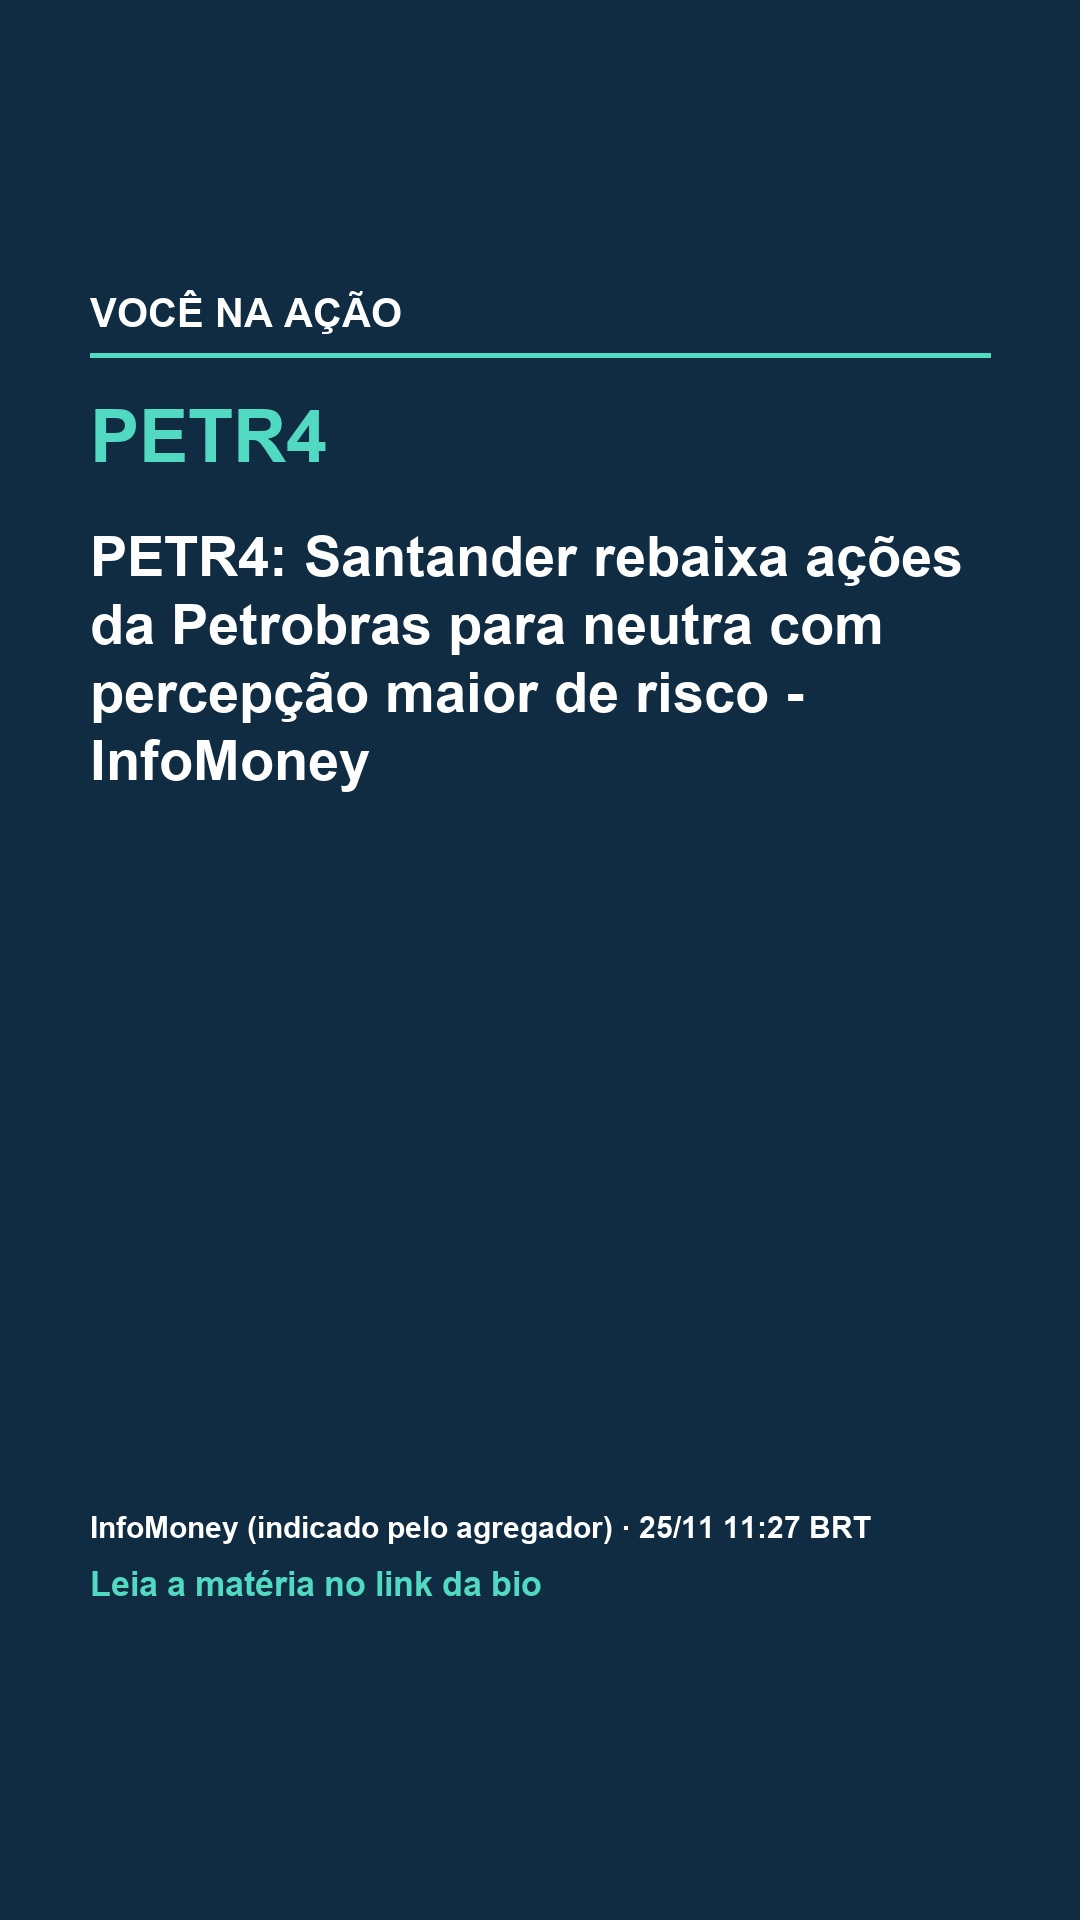 VOCÊ NA AÇÃO
PETR4
PETR4: Santander rebaixa ações
da Petrobras para neutra com
percepção maior de risco -
InfoMoney
InfoMoney (indicado pelo agregador) · 25/11 11:27 BRT
Leia a matéria no link da bio